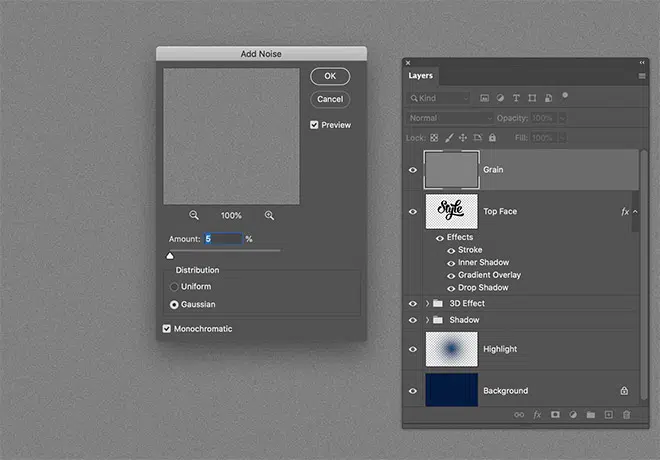 Add Noise
OK
Cancel
Preview
100%
Amount: 5 %
Distribution
Uniform
Gaussian
Monochromatic
Layers
Kind
Normal Opacity: 100%
Lock: Fill: 100%
Grain
Style
Top Face fx
Effects
Stroke
Inner Shadow
Gradient Overlay
Drop Shadow
3D Effect
Shadow
Highlight
Background
fx